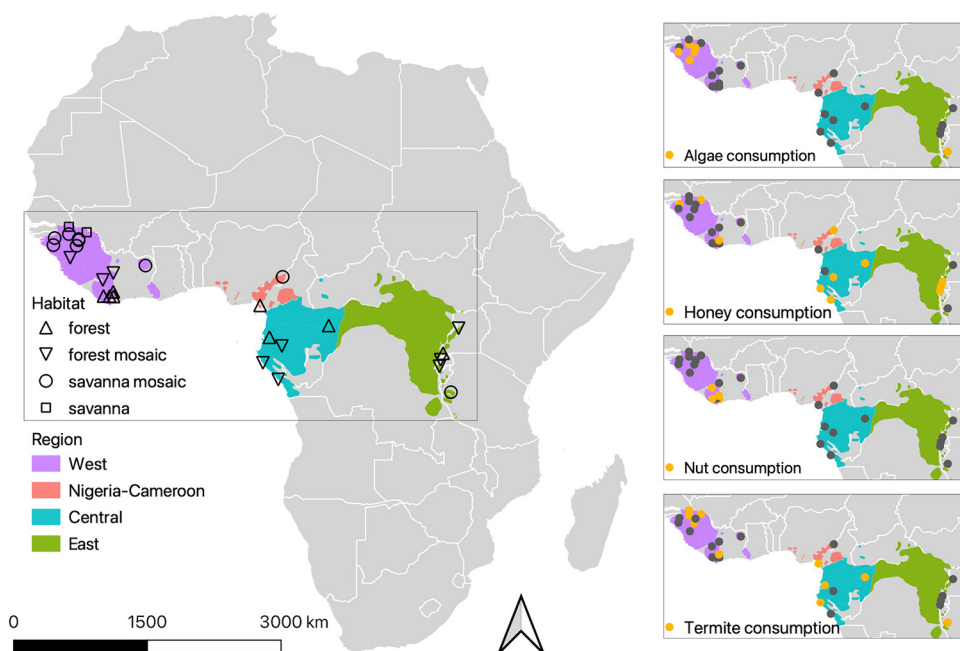 Habitat
forest
forest mosaic
savanna mosaic
savanna
Region
West
Nigeria-Cameroon
Central
East
0 1500 3000 km
Algae consumption
Honey consumption
Nut consumption
Termite consumption